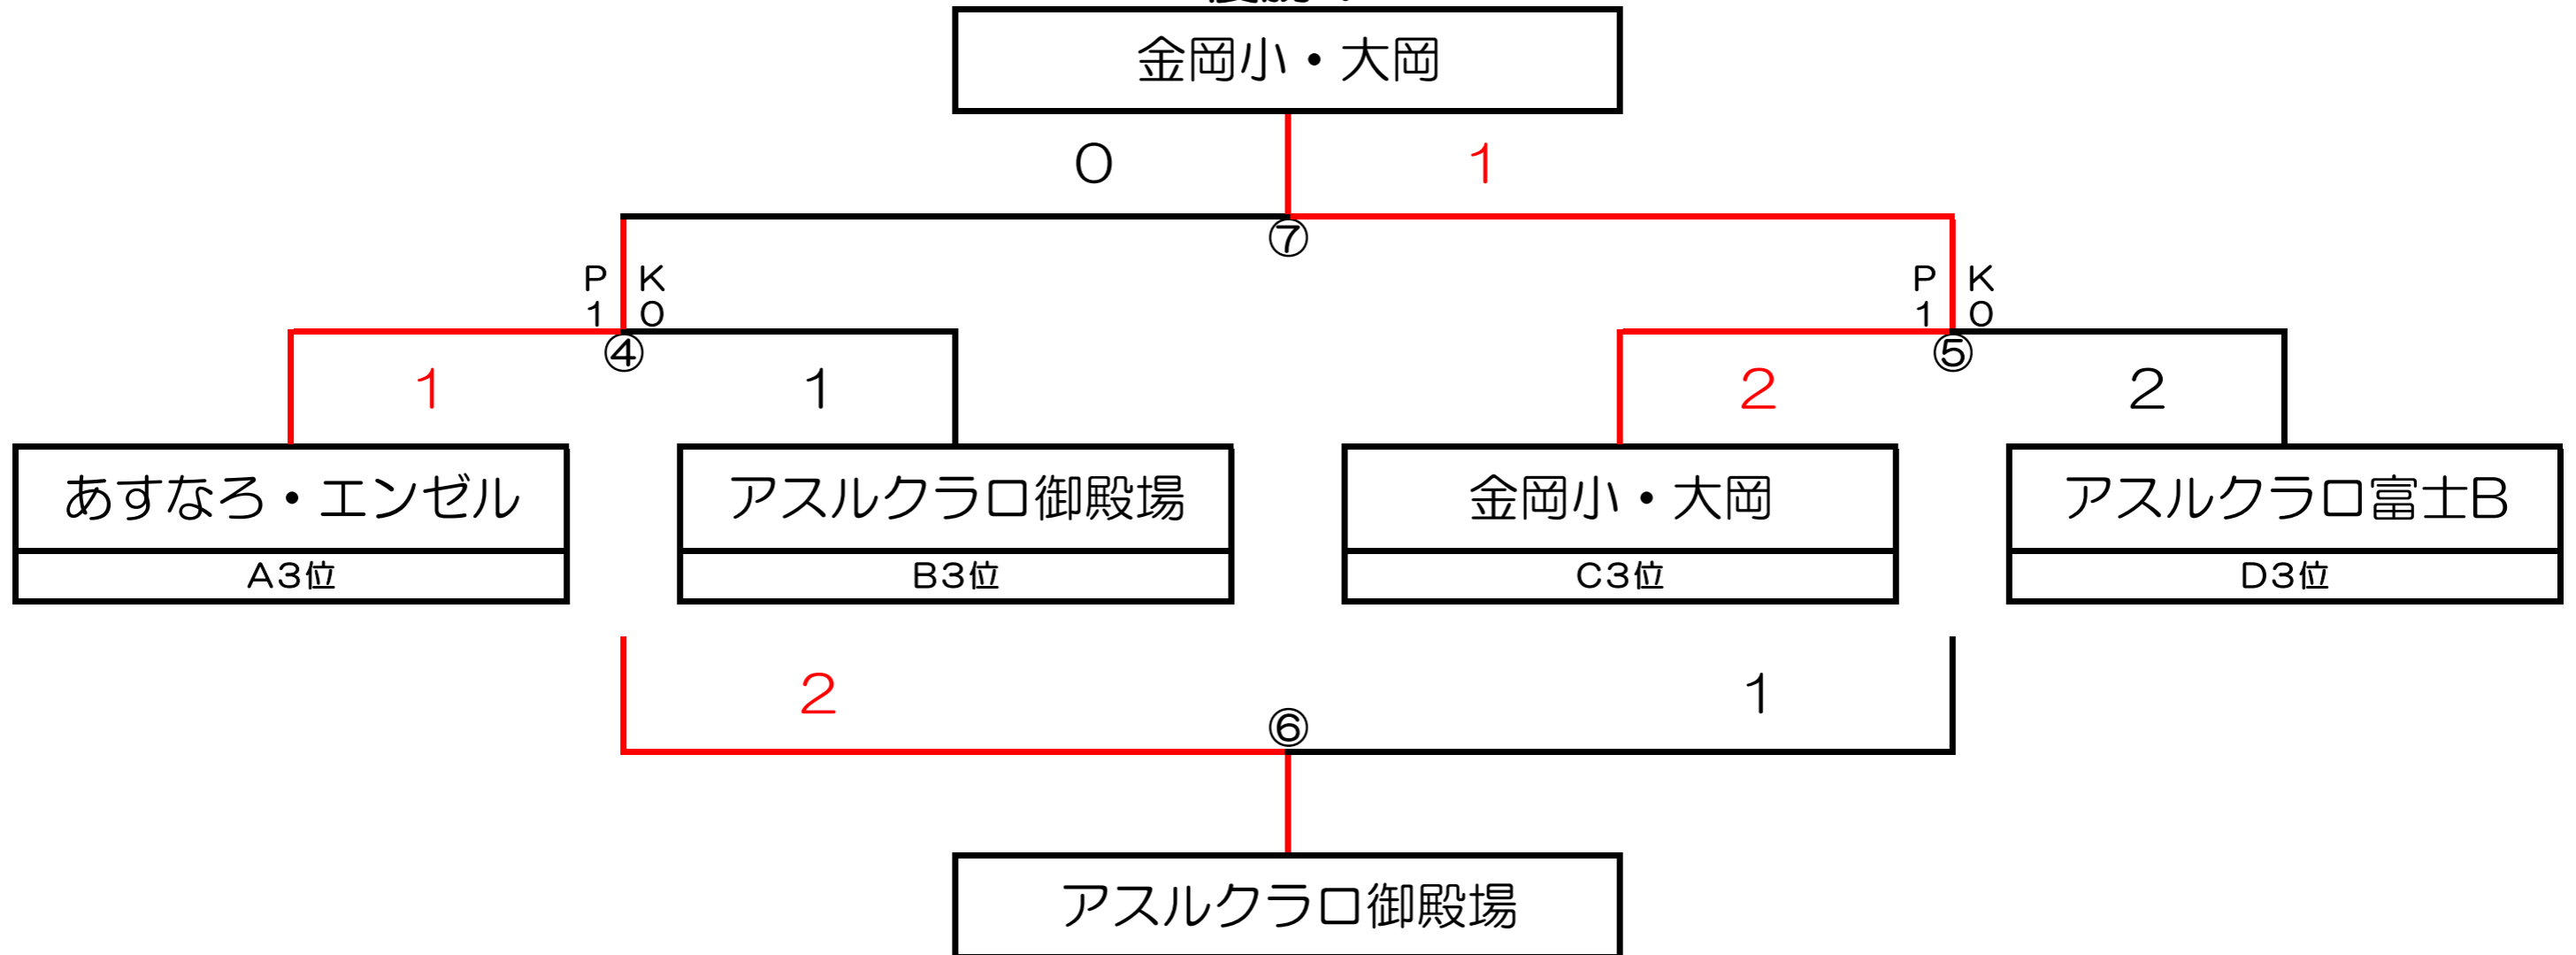 金岡小・大岡
0 1
⑦
P K P K
1 0 1 0
④ ⑤
1 1 2 2
あすなろ・エンゼル アスルクラロ御殿場 金岡小・大岡 アスルクラロ富士B
A3位 B3位 C3位 D3位
2 1
⑥
アスルクラロ御殿場